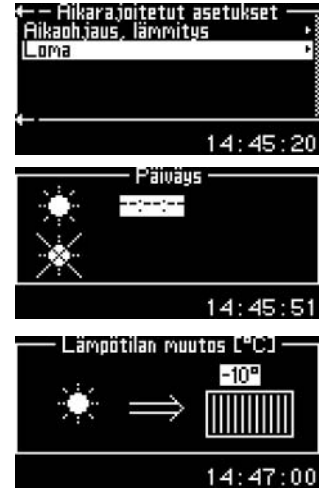 Aikarajoitetut asetukset
Aikaohjaus, lämmitys
Loma
14:45:20
Päiväys
--:--:--
14:45:51
Lämpötilan muutos [°C]
-10°
14:47:00